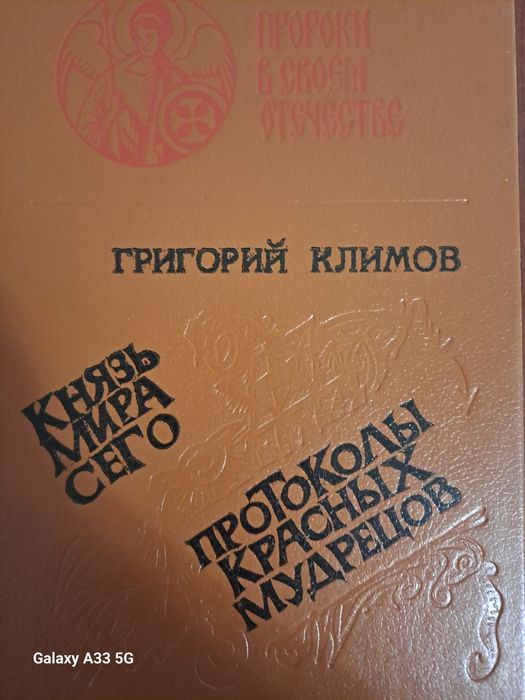 ПРОРОКИ
В СВОЕМ
ОТЕЧЕСТВЕ
ГРИГОРИЙ КЛИМОВ
КНЯЗЬ
МИРА
СЕГО
ПРОТОКОЛЫ
КРАСНЫХ
МУДРЕЦОВ
Galaxy A33 5G